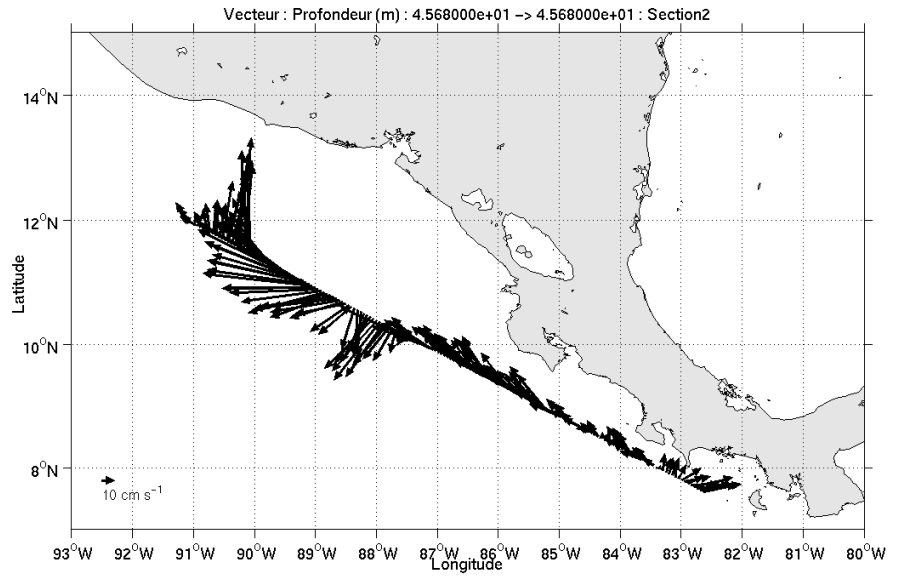 Vecteur : Profondeur (m) : 4.568000e+01 −> 4.568000e+01 : Section2
14°N
12°N
10°N
8°N
Latitude
10 cm s⁻¹
93°W 92°W 91°W 90°W 89°W 88°W 87°W 86°W 85°W 84°W 83°W 82°W 81°W 80°W
Longitude